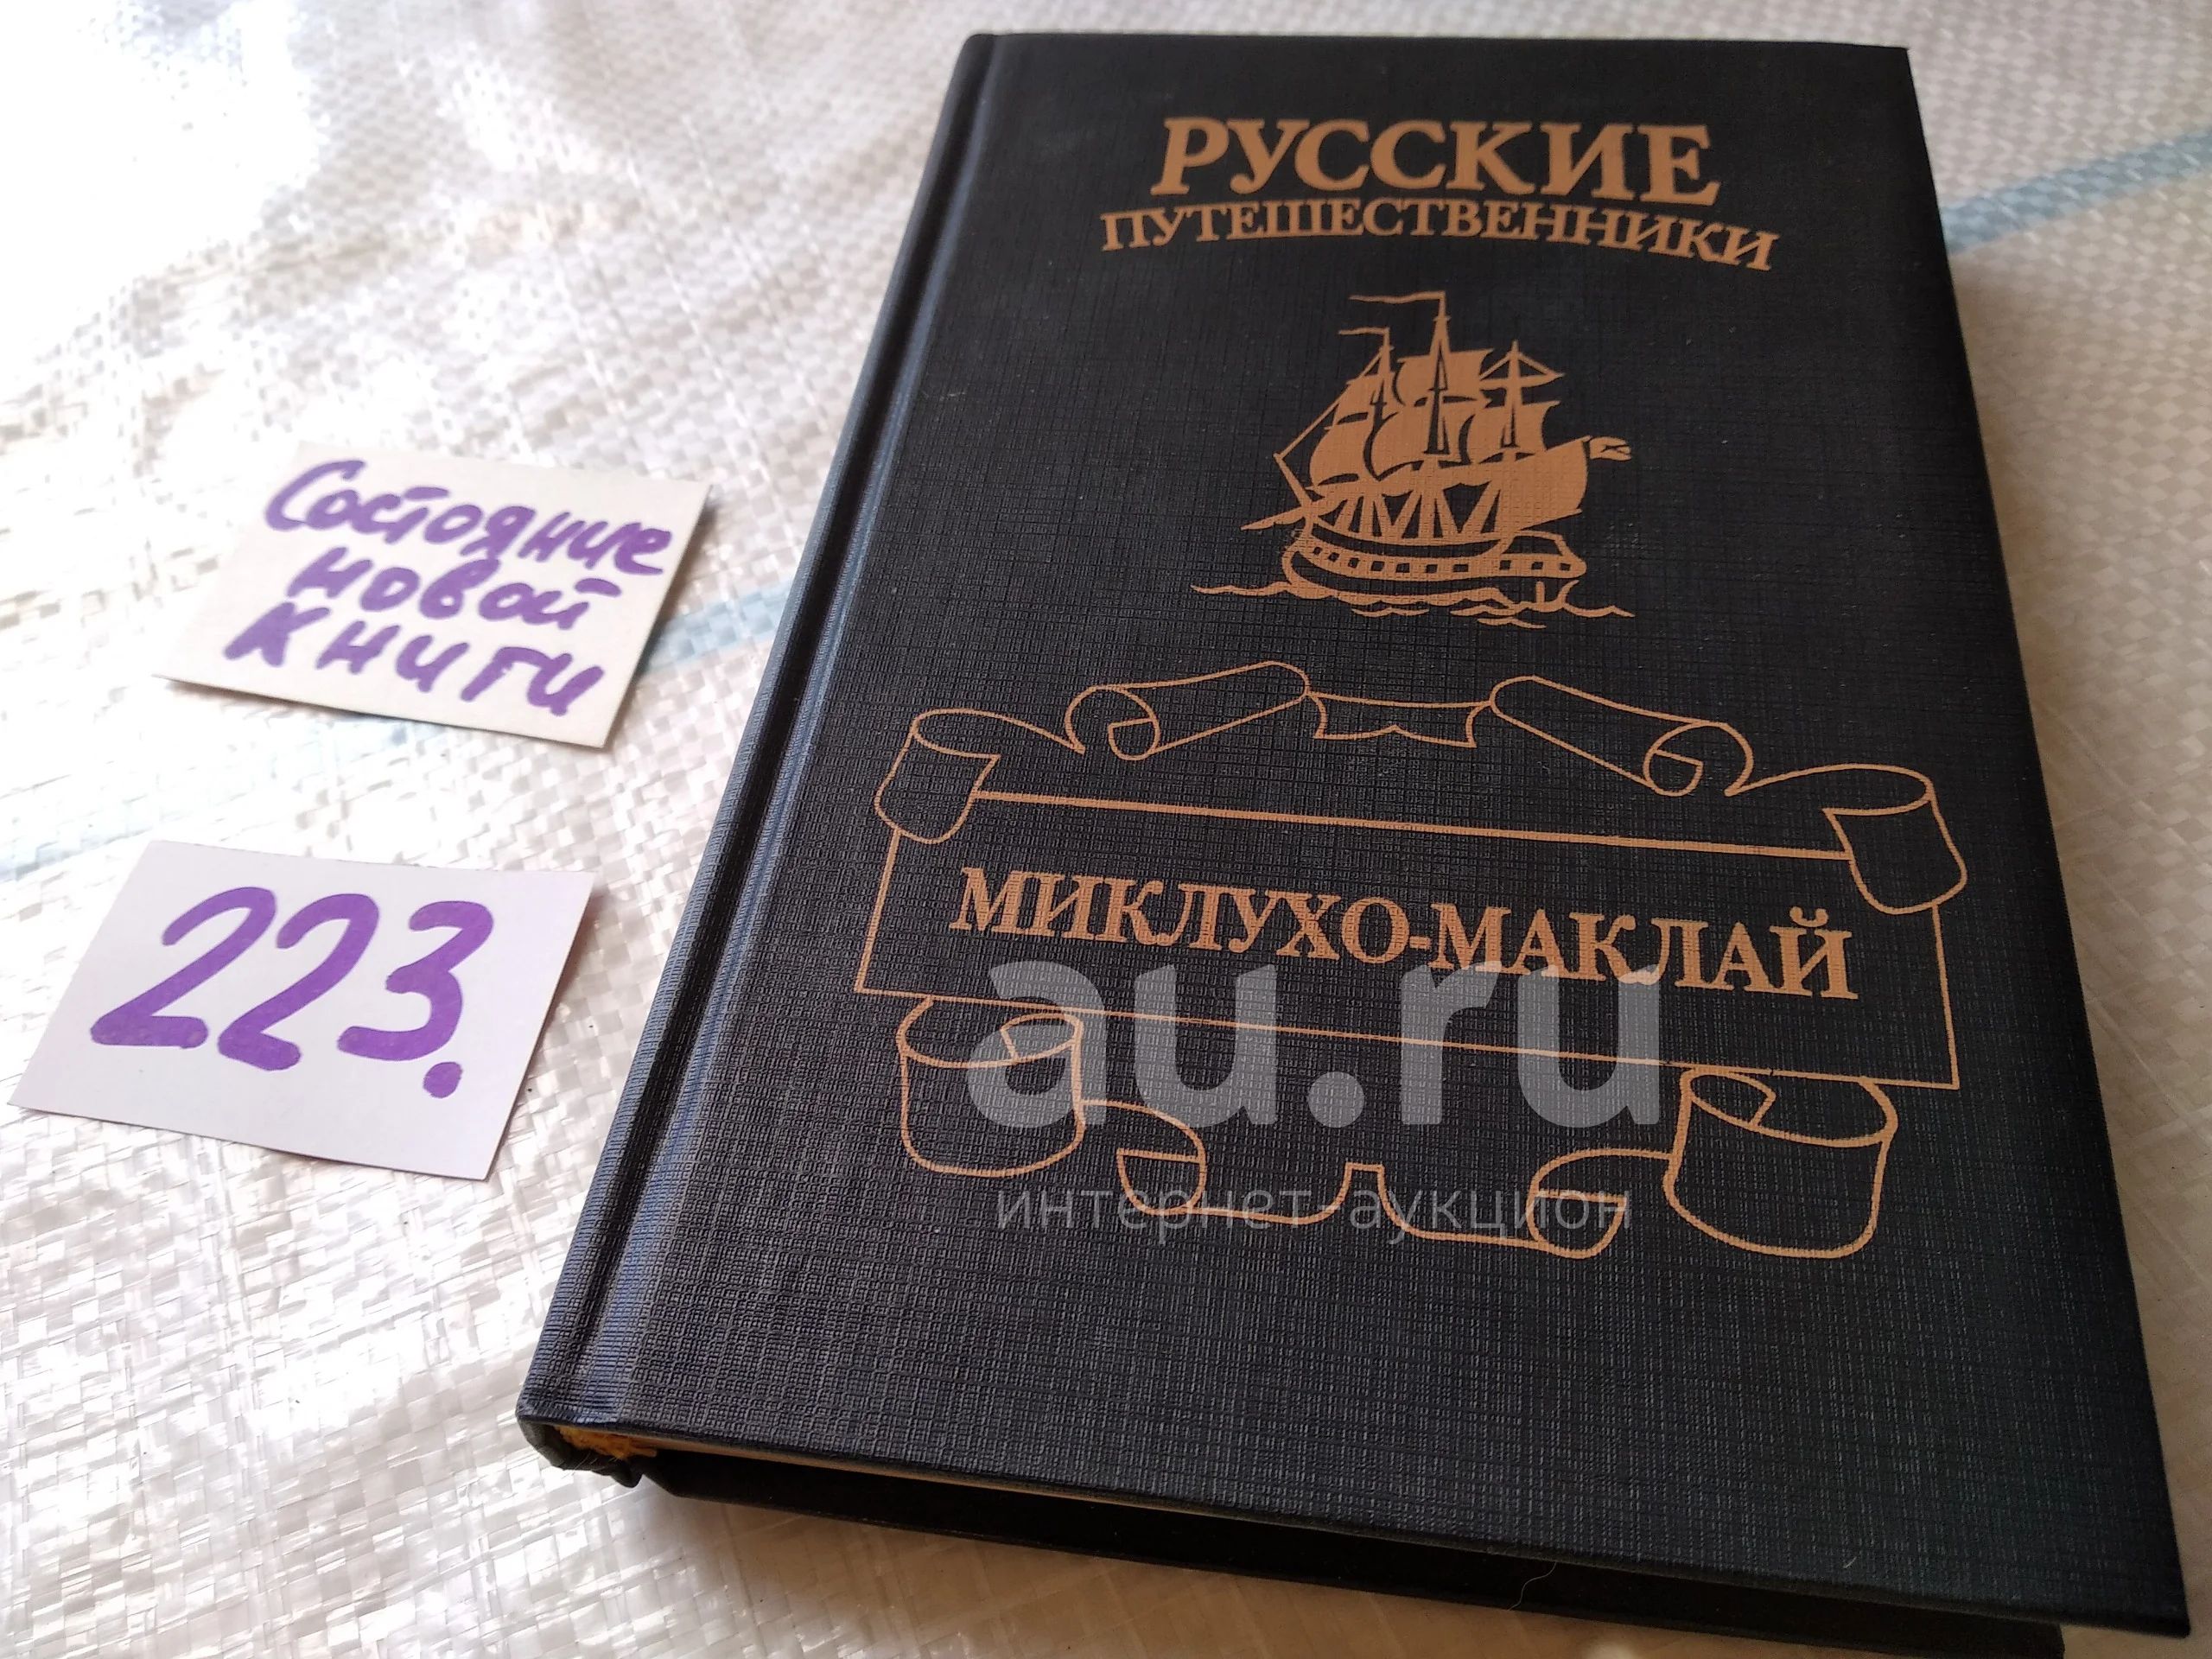 РУССКИЕ
ПУТЕШЕСТВЕННИКИ
МИКЛУХО-МАКЛАЙ
Состояние
новой
книги
223.
au.ru
интернет аукцион